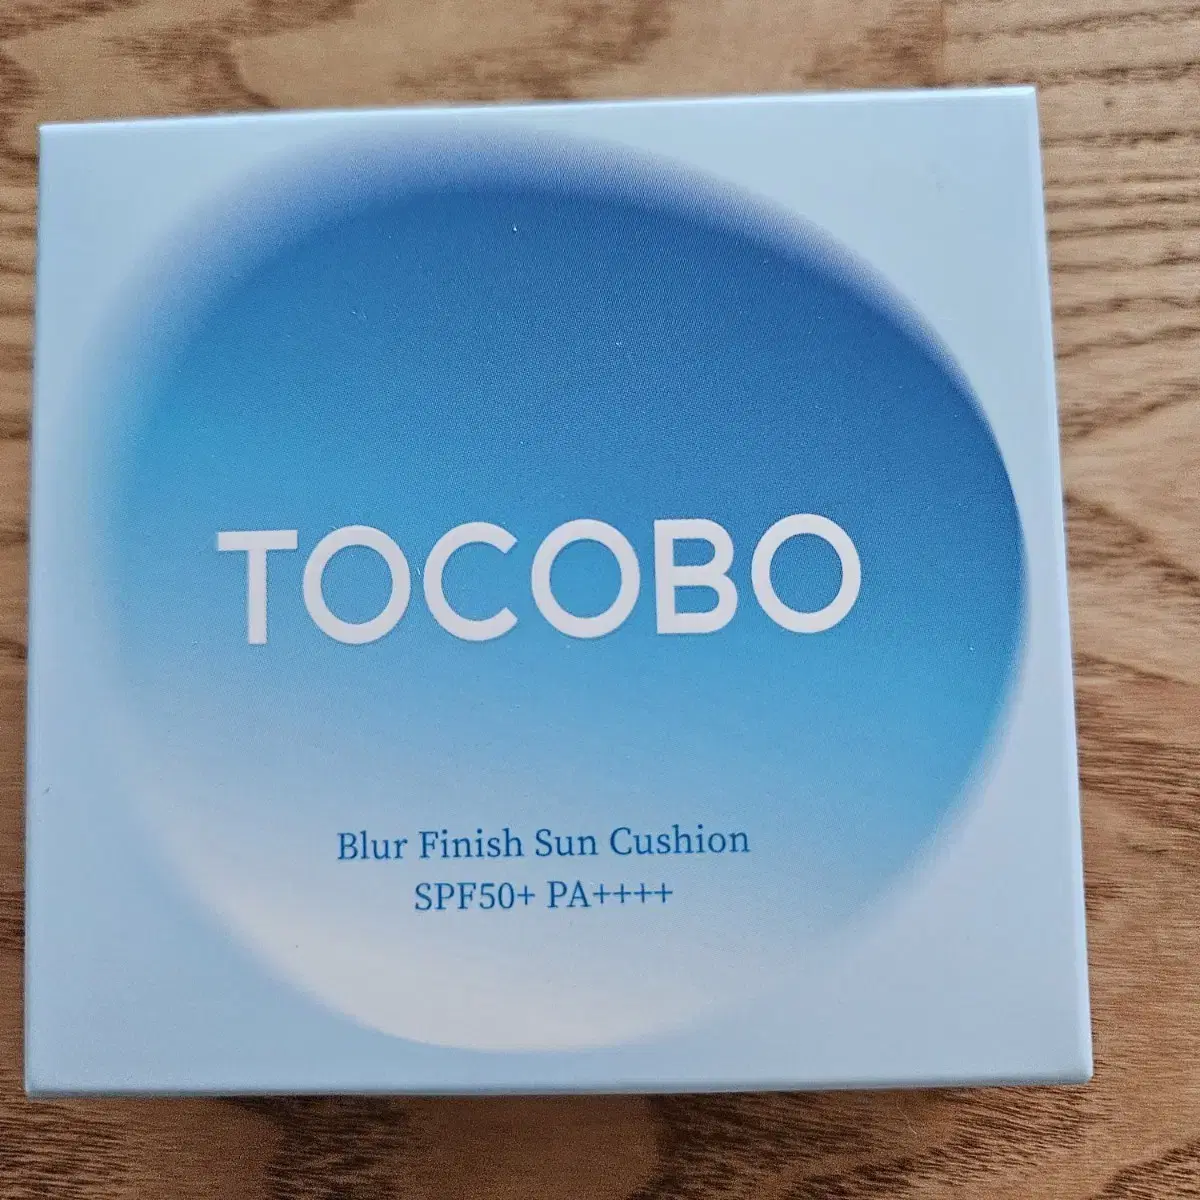 TOCOBO
Blur Finish Sun Cushion
SPF50+ PA++++